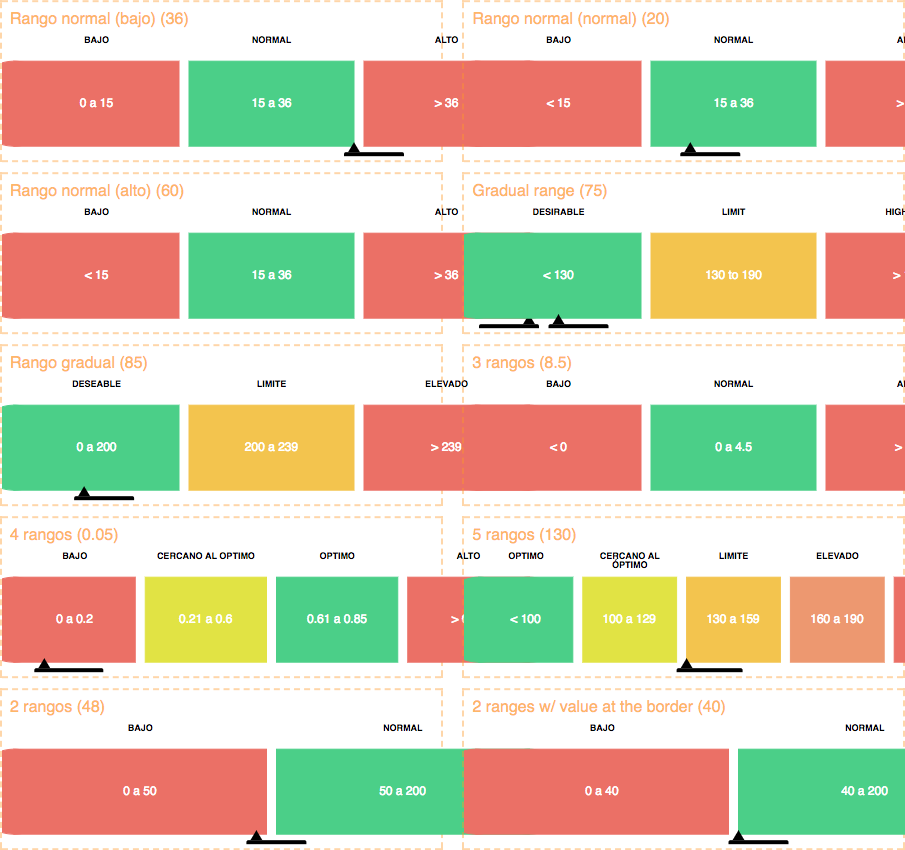 Rango normal (bajo) (36)
BAJO NORMAL ALTO
0 a 15 15 a 36 > 36
Rango normal (normal) (20)
BAJO NORMAL
< 15 15 a 36 >
Rango normal (alto) (60)
BAJO NORMAL ALTO
< 15 15 a 36 > 36
Gradual range (75)
DESIRABLE LIMIT HIGH
< 130 130 to 190 >
Rango gradual (85)
DESEABLE LIMITE ELEVADO
0 a 200 200 a 239 > 239
3 rangos (8.5)
BAJO NORMAL
< 0 0 a 4.5 >
4 rangos (0.05)
BAJO CERCANO AL OPTIMO OPTIMO ALTO
0 a 0.2 0.21 a 0.6 0.61 a 0.85 >
5 rangos (130)
OPTIMO CERCANO AL LIMITE ELEVADO
ÓPTIMO
< 100 100 a 129 130 a 159 160 a 190
2 rangos (48)
BAJO NORMAL
0 a 50 50 a 200
2 ranges w/ value at the border (40)
BAJO NORMAL
0 a 40 40 a 200